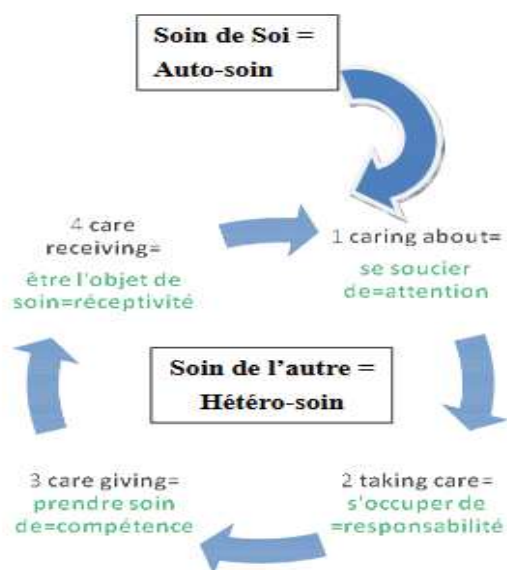 Soin de Soi =
Auto-soin
4 care
receiving=
être l'objet de
soin=réceptivité
1 caring about=
se soucier
de=attention
Soin de l'autre =
Hétéro-soin
3 care giving=
prendre soin
de=compétence
2 taking care=
s'occuper de
=responsabilité